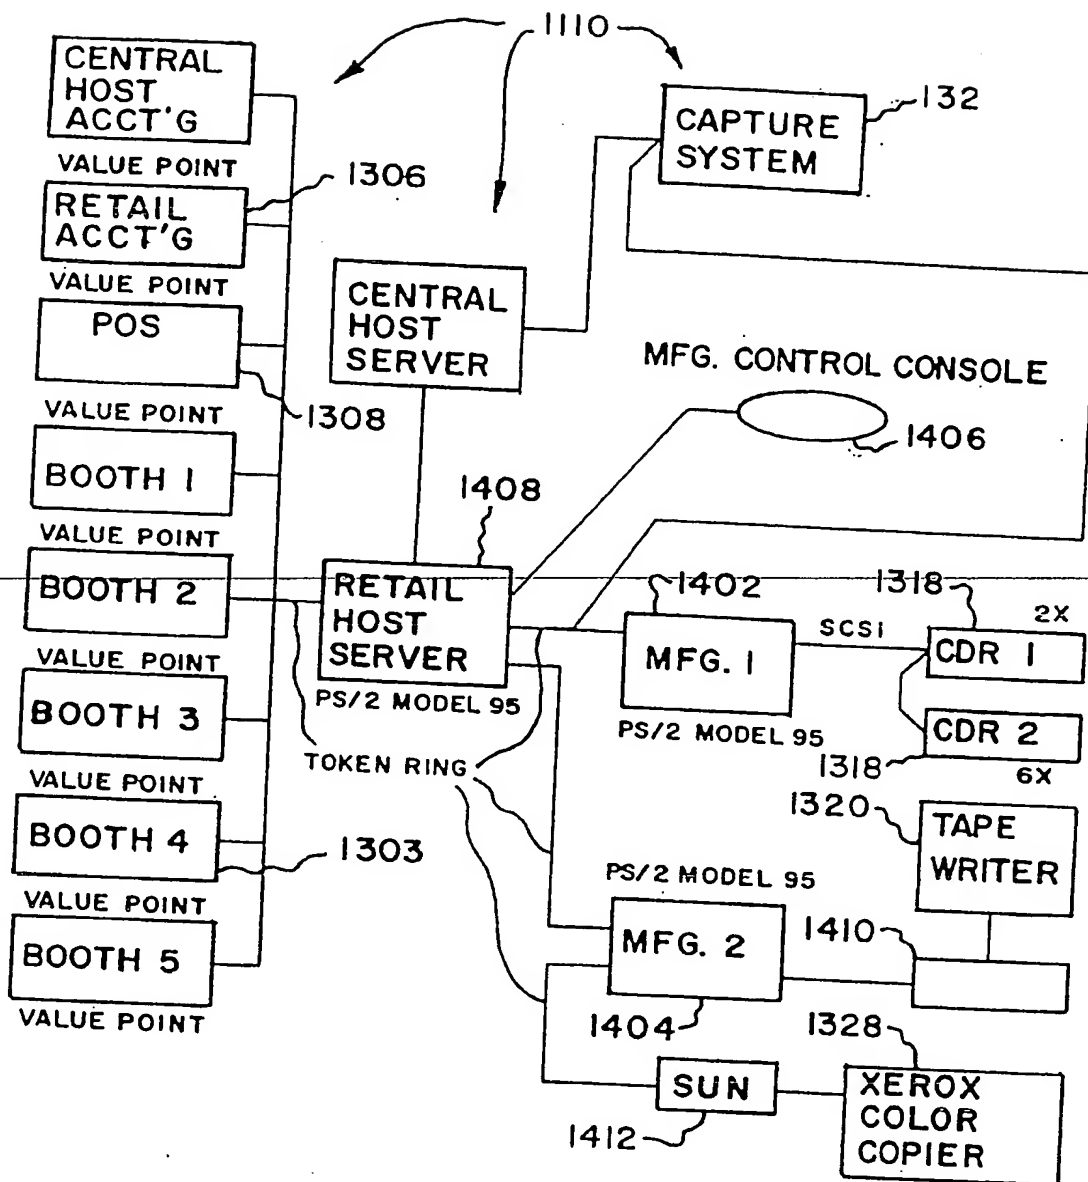 1110
CENTRAL
HOST
ACCT'G
VALUE POINT
1306
RETAIL
ACCT'G
VALUE POINT
POS
1308
VALUE POINT
BOOTH 1
VALUE POINT
BOOTH 2
VALUE POINT
BOOTH 3
VALUE POINT
BOOTH 4
1303
VALUE POINT
BOOTH 5
VALUE POINT
CAPTURE
SYSTEM
132
CENTRAL
HOST
SERVER
MFG. CONTROL CONSOLE
1406
1408
RETAIL
HOST
SERVER
PS/2 MODEL 95
TOKEN RING
1402
MFG. 1
PS/2 MODEL 95
SCSI
1318
2X
CDR 1
CDR 2
1318
6X
1320
TAPE
WRITER
PS/2 MODEL 95
MFG. 2
1404
1410
SUN
1412
1328
XEROX
COLOR
COPIER